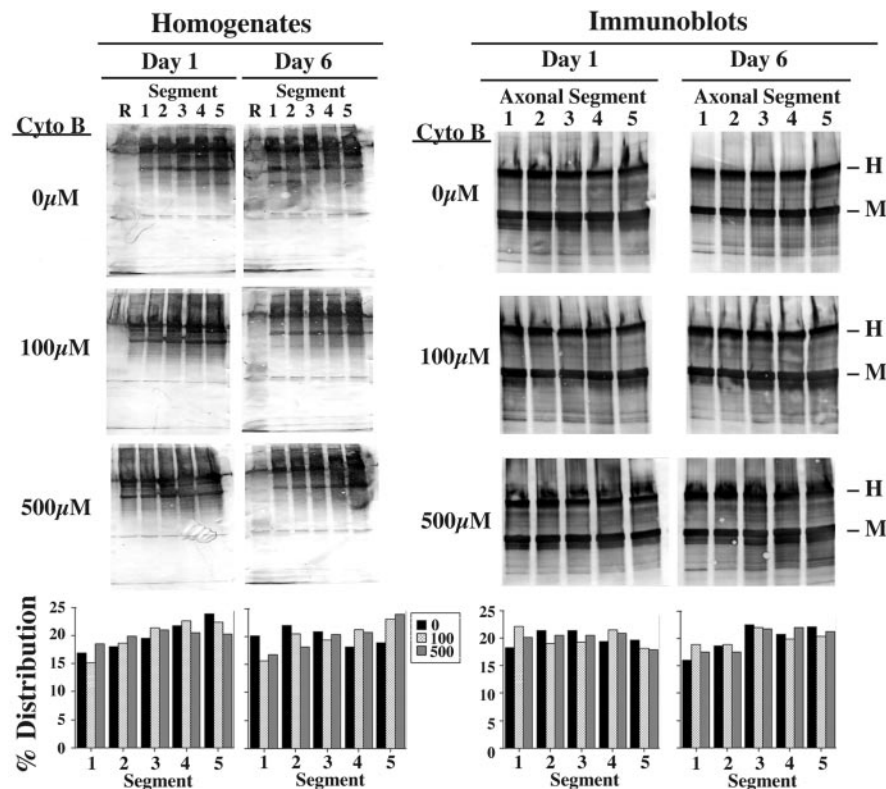 Homogenates
Immunoblots
Day 1
Day 6
Day 1
Day 6
Segment
Segment
Axonal Segment
Axonal Segment
R 1 2 3 4 5
R 1 2 3 4 5
1 2 3 4 5
1 2 3 4 5
Cyto B
Cyto B
0µM
0µM
– H
– M
100µM
100µM
– H
– M
500µM
500µM
– H
– M
% Distribution
25
20
15
10
5
0
1 2 3 4 5
Segment
1 2 3 4 5
Segment
0
100
500
25
20
15
10
5
0
1 2 3 4 5
Segment
1 2 3 4 5
Segment